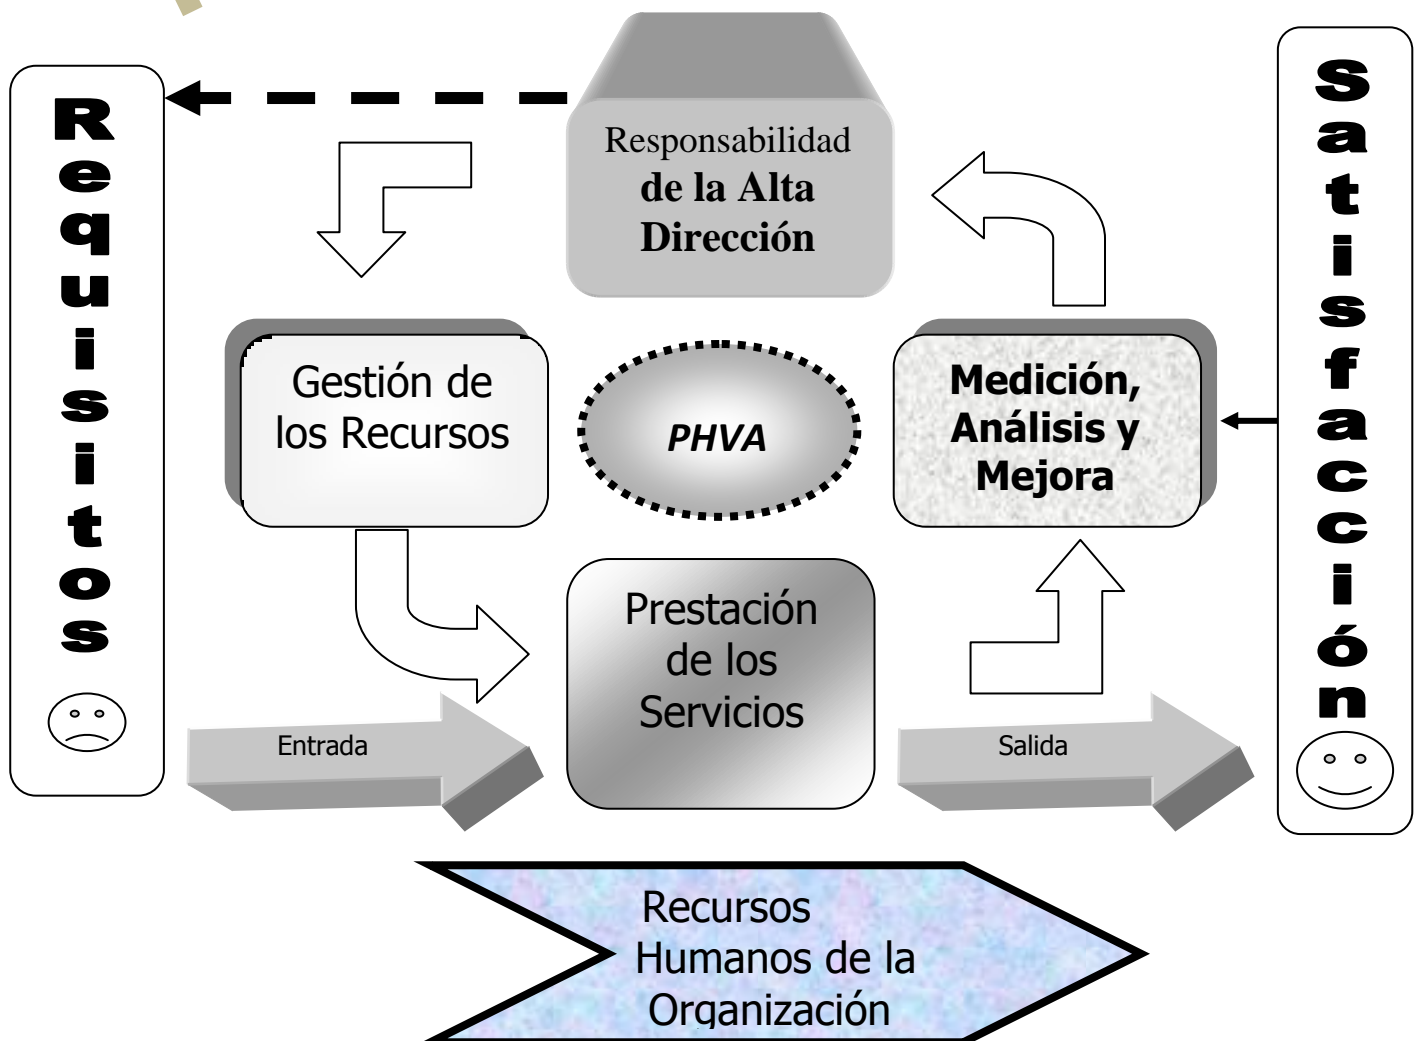 Requisitos
Responsabilidad
de la Alta
Dirección
Satisfacción
Gestión de
los Recursos
PHVA
Medición,
Análisis y
Mejora
Prestación
de los
Servicios
Entrada
Salida
Recursos
Humanos de la
Organización